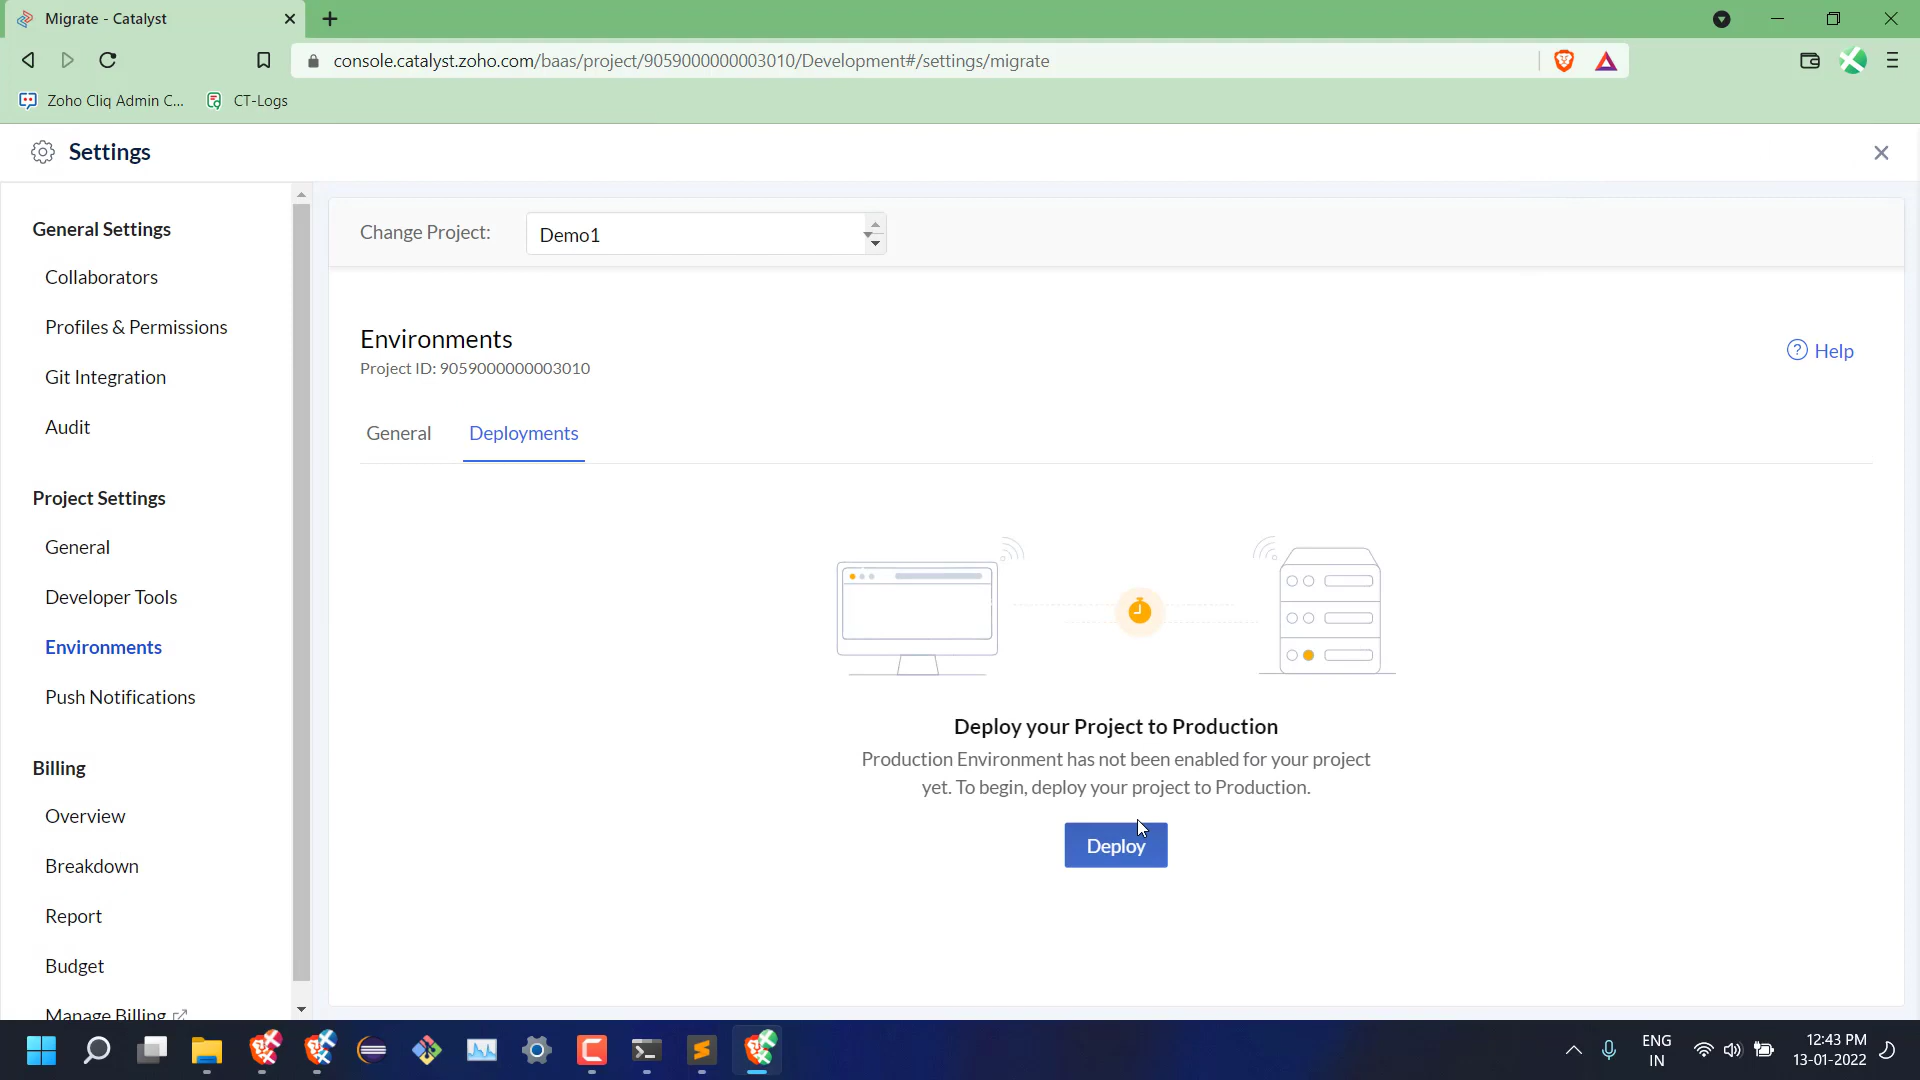 Migrate - Catalyst
console.catalyst.zoho.com/baas/project/9059000000003010/Development#/settings/migrate
Zoho Cliq Admin C...
CT-Logs
Settings
General Settings
Collaborators
Profiles & Permissions
Git Integration
Audit
Project Settings
General
Developer Tools
Environments
Push Notifications
Billing
Overview
Breakdown
Report
Budget
Manage Billing
Change Project:
Demo1
Environments
Project ID: 9059000000003010
Help
General
Deployments
Deploy your Project to Production
Production Environment has not been enabled for your project
yet. To begin, deploy your project to Production.
Deploy
ENG
IN
12:43 PM
13-01-2022